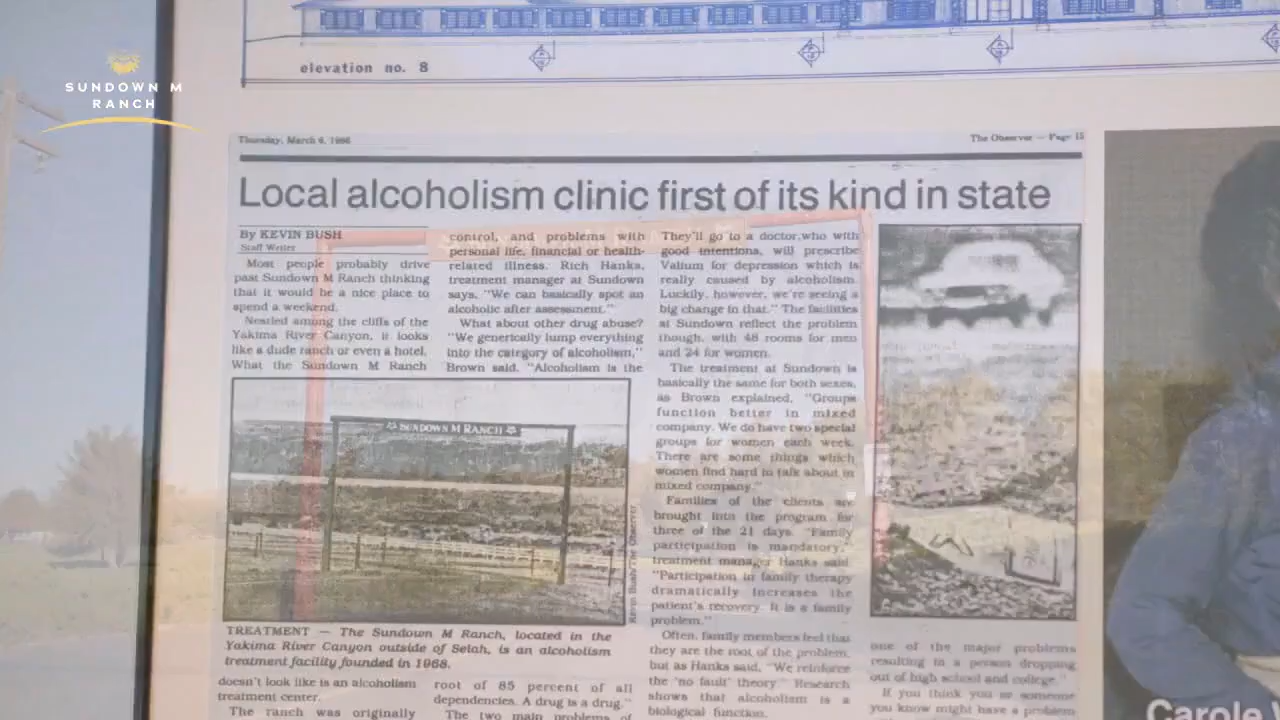 elevation no. 8
SUNDOWN M
RANCH
Thursday, March 6, 1986
The Observer — Page 15
Local alcoholism clinic first of its kind in state
By KEVIN BUSH
Staff Writer
Most people probably drive
past Sundown M Ranch thinking
that it would be a nice place to
spend a weekend.
Nestled among the cliffs of the
Yakima River Canyon, it looks
like a dude ranch or even a hotel.
What the Sundown M Ranch
SUNDOWN M RANCH
Kevin Bush/The Observer
TREATMENT — The Sundown M Ranch, located in the
Yakima River Canyon outside of Selah, is an alcoholism
treatment facility founded in 1968.
doesn't look like is an alcoholism
treatment center.
The ranch was originally
control, and problems with
personal life, financial or health-
related illness. Rich Hanks,
treatment manager at Sundown
says, "We can basically spot an
alcoholic after assessment."
What about other drug abuse?
"We generically lump everything
into the category of alcoholism,"
Brown said. "Alcoholism is the
root of 85 percent of all
dependencies. A drug is a drug."
The two main problems of
They'll go to a doctor,who with
good intentions, will prescribe
Valium for depression which is
really caused by alcoholism.
Luckily, however, we're seeing a
big change in that." The facilities
at Sundown reflect the problem
though, with 48 rooms for men
and 24 for women.
The treatment at Sundown is
basically the same for both sexes,
as Brown explained, "Groups
function better in mixed
company. We do have two special
groups for women each week.
There are some things which
women find hard to talk about in
mixed company."
Families of the clients are
brought into the program for
three of the 21 days. "Family
participation is mandatory,"
treatment manager Hanks said.
"Participation in family therapy
dramatically increases the
patient's recovery. It is a family
problem."
Often, family members feel that
they are the root of the problem,
but as Hanks said, "We reinforce
the 'no fault' theory." Research
shows that alcoholism is a
biological function.
one of the major problems
resulting in a person dropping
out of high school and college."
If you think you or someone
you know might have a problem
Carole